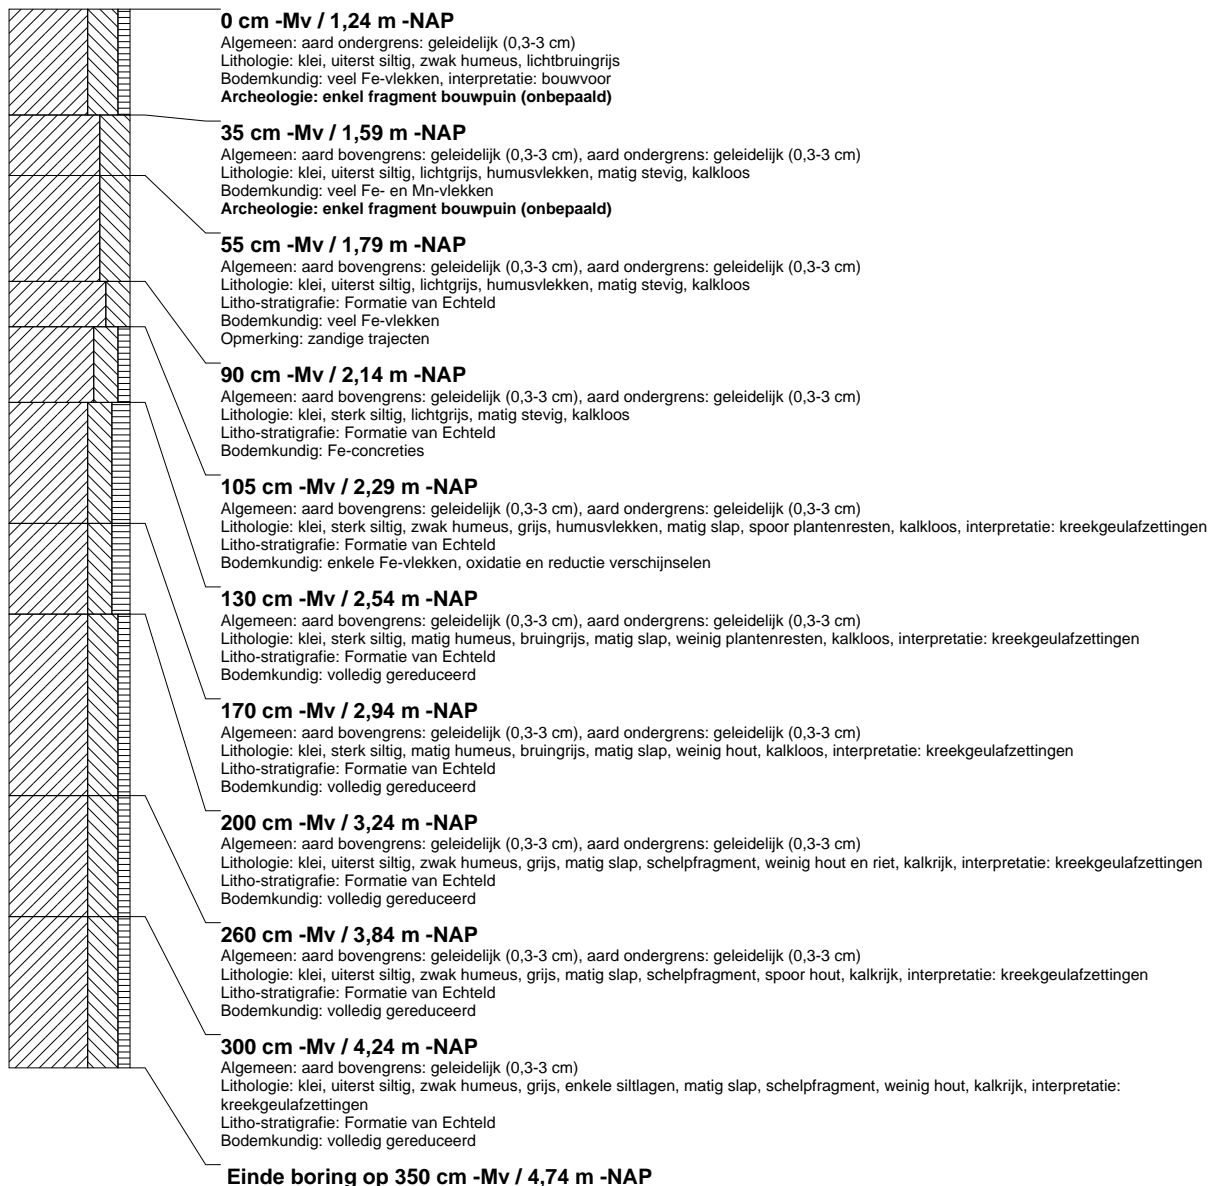 0 cm -Mv / 1,24 m -NAP
Algemeen: aard ondergrens: geleidelijk (0,3-3 cm)
Lithologie: klei, uiterst siltig, zwak humeus, lichtbruingrijs
Bodemkundig: veel Fe-vlekken, interpretatie: bouwvoor
Archeologie: enkel fragment bouwpuin (onbepaald)
35 cm -Mv / 1,59 m -NAP
Algemeen: aard bovengrens: geleidelijk (0,3-3 cm), aard ondergrens: geleidelijk (0,3-3 cm)
Lithologie: klei, uiterst siltig, lichtgrijs, humusvlekken, matig stevig, kalkloos
Bodemkundig: veel Fe- en Mn-vlekken
Archeologie: enkel fragment bouwpuin (onbepaald)
55 cm -Mv / 1,79 m -NAP
Algemeen: aard bovengrens: geleidelijk (0,3-3 cm), aard ondergrens: geleidelijk (0,3-3 cm)
Lithologie: klei, uiterst siltig, lichtgrijs, humusvlekken, matig stevig, kalkloos
Litho-stratigrafie: Formatie van Echteld
Bodemkundig: veel Fe-vlekken
Opmerking: zandige trajecten
90 cm -Mv / 2,14 m -NAP
Algemeen: aard bovengrens: geleidelijk (0,3-3 cm), aard ondergrens: geleidelijk (0,3-3 cm)
Lithologie: klei, sterk siltig, lichtgrijs, matig stevig, kalkloos
Litho-stratigrafie: Formatie van Echteld
Bodemkundig: Fe-concreties
105 cm -Mv / 2,29 m -NAP
Algemeen: aard bovengrens: geleidelijk (0,3-3 cm), aard ondergrens: geleidelijk (0,3-3 cm)
Lithologie: klei, sterk siltig, zwak humeus, grijs, humusvlekken, matig slap, spoor plantenresten, kalkloos, interpretatie: kreekgeulafzettingen
Litho-stratigrafie: Formatie van Echteld
Bodemkundig: enkele Fe-vlekken, oxidatie en reductie verschijnselen
130 cm -Mv / 2,54 m -NAP
Algemeen: aard bovengrens: geleidelijk (0,3-3 cm), aard ondergrens: geleidelijk (0,3-3 cm)
Lithologie: klei, sterk siltig, matig humeus, bruingrijs, matig slap, weinig plantenresten, kalkloos, interpretatie: kreekgeulafzettingen
Litho-stratigrafie: Formatie van Echteld
Bodemkundig: volledig gereduceerd
170 cm -Mv / 2,94 m -NAP
Algemeen: aard bovengrens: geleidelijk (0,3-3 cm), aard ondergrens: geleidelijk (0,3-3 cm)
Lithologie: klei, sterk siltig, matig humeus, bruingrijs, matig slap, weinig hout, kalkloos, interpretatie: kreekgeulafzettingen
Litho-stratigrafie: Formatie van Echteld
Bodemkundig: volledig gereduceerd
200 cm -Mv / 3,24 m -NAP
Algemeen: aard bovengrens: geleidelijk (0,3-3 cm), aard ondergrens: geleidelijk (0,3-3 cm)
Lithologie: klei, uiterst siltig, zwak humeus, grijs, matig slap, schelpfragment, weinig hout en riet, kalkrijk, interpretatie: kreekgeulafzettingen
Litho-stratigrafie: Formatie van Echteld
Bodemkundig: volledig gereduceerd
260 cm -Mv / 3,84 m -NAP
Algemeen: aard bovengrens: geleidelijk (0,3-3 cm), aard ondergrens: geleidelijk (0,3-3 cm)
Lithologie: klei, uiterst siltig, zwak humeus, grijs, matig slap, schelpfragment, spoor hout, kalkrijk, interpretatie: kreekgeulafzettingen
Litho-stratigrafie: Formatie van Echteld
Bodemkundig: volledig gereduceerd
300 cm -Mv / 4,24 m -NAP
Algemeen: aard bovengrens: geleidelijk (0,3-3 cm)
Lithologie: klei, uiterst siltig, zwak humeus, grijs, enkele siltlagen, matig slap, schelpfragment, weinig hout, kalkrijk, interpretatie:
kreekgeulafzettingen
Litho-stratigrafie: Formatie van Echteld
Bodemkundig: volledig gereduceerd
Einde boring op 350 cm -Mv / 4,74 m -NAP